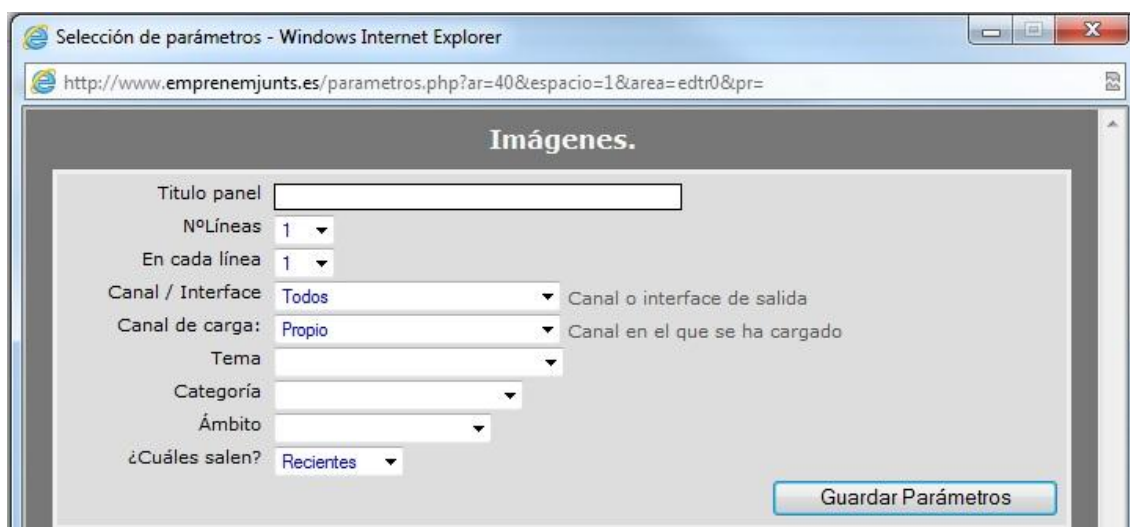 Selección de parámetros - Windows Internet Explorer
http://www.emprenemjunts.es/parametros.php?ar=40&espacio=1&area=edtr0&pr=
Imágenes.
Titulo panel
NºLíneas 1
En cada línea 1
Canal / Interface Todos Canal o interface de salida
Canal de carga: Propio Canal en el que se ha cargado
Tema
Categoría
Ámbito
¿Cuáles salen? Recientes
Guardar Parámetros